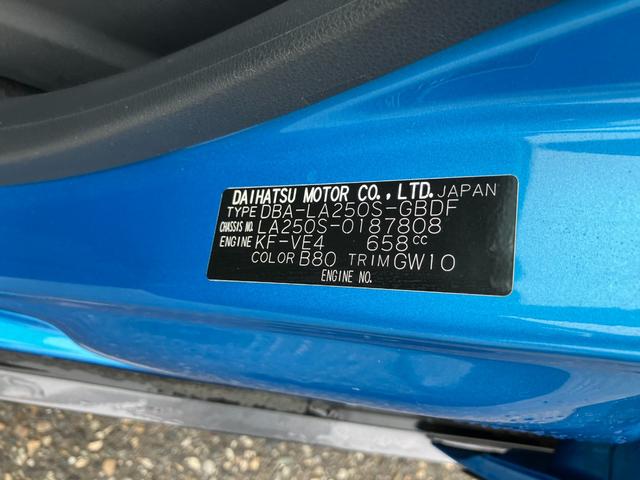 DAIHATSU MOTOR CO., LTD. JAPAN
TYPE DBA-LA250S-GBDF
CHASSIS NO. LA250S-0187808
ENGINE KF-VE4 658cc
COLOR B80 TRIM GW10
ENGINE NO.